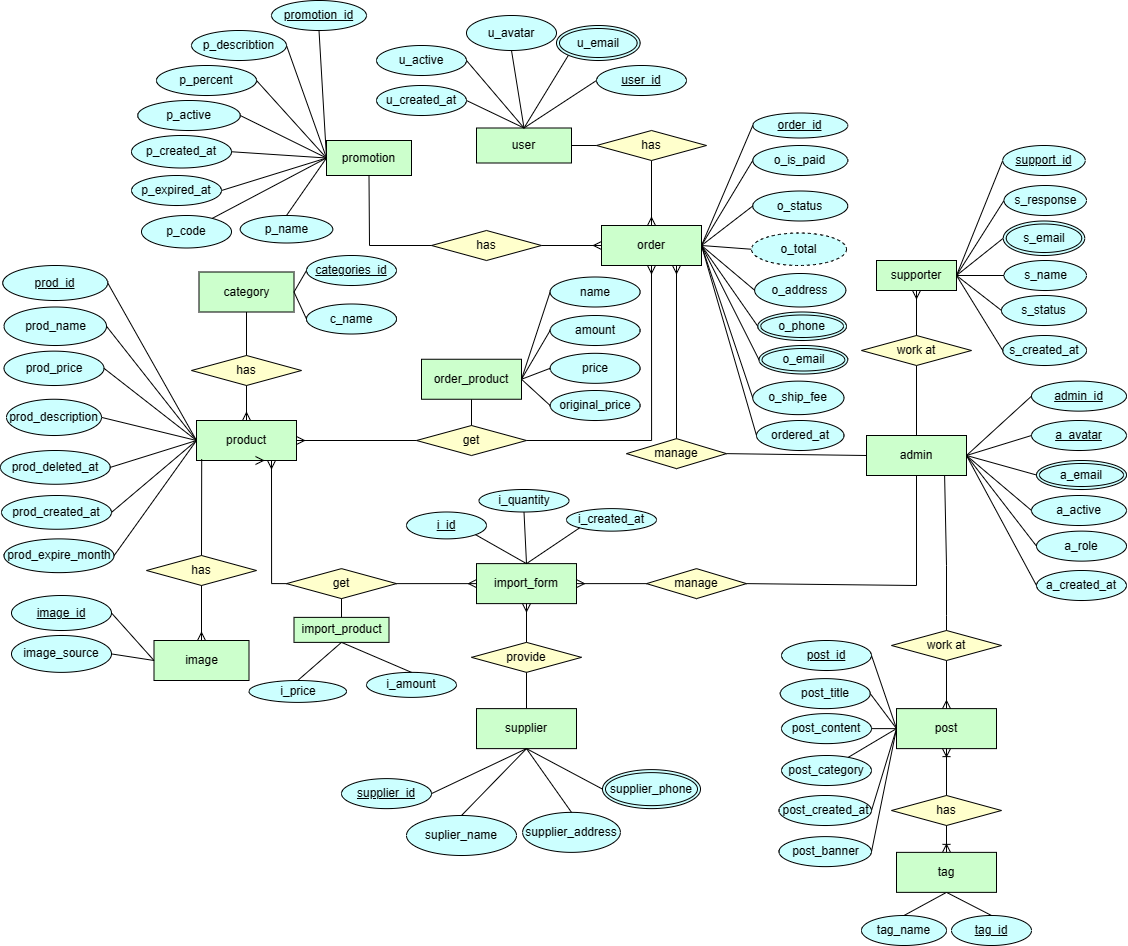 promotion_id
p_describtion
p_percent
p_active
p_created_at
p_expired_at
p_code
p_name
promotion
u_avatar
u_email
u_active
user_id
u_created_at
user
has
has
order
order_id
o_is_paid
o_status
o_total
o_address
o_phone
o_email
o_ship_fee
ordered_at
support_id
s_response
s_email
s_name
s_status
s_created_at
supporter
work at
category
categories_id
c_name
has
prod_id
prod_name
prod_price
prod_description
prod_deleted_at
prod_created_at
prod_expire_month
product
order_product
name
amount
price
original_price
get
manage
admin
admin_id
a_avatar
a_email
a_active
a_role
a_created_at
has
image_id
image_source
image
i_id
i_quantity
i_created_at
get
import_form
manage
import_product
i_price
i_amount
provide
supplier
supplier_id
suplier_name
supplier_address
supplier_phone
work at
post_id
post_title
post_content
post_category
post_created_at
post_banner
post
has
tag
tag_name
tag_id